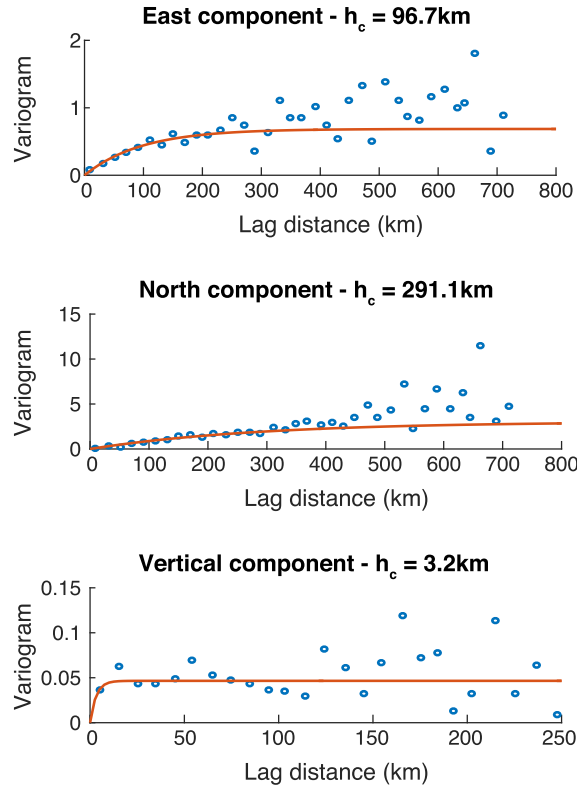 East component - h_c = 96.7km
2
1
0
Variogram
0 100 200 300 400 500 600 700 800
Lag distance (km)
North component - h_c = 291.1km
15
10
5
0
Variogram
0 100 200 300 400 500 600 700 800
Lag distance (km)
Vertical component - h_c = 3.2km
0.15
0.1
0.05
0
Variogram
0 50 100 150 200 250
Lag distance (km)